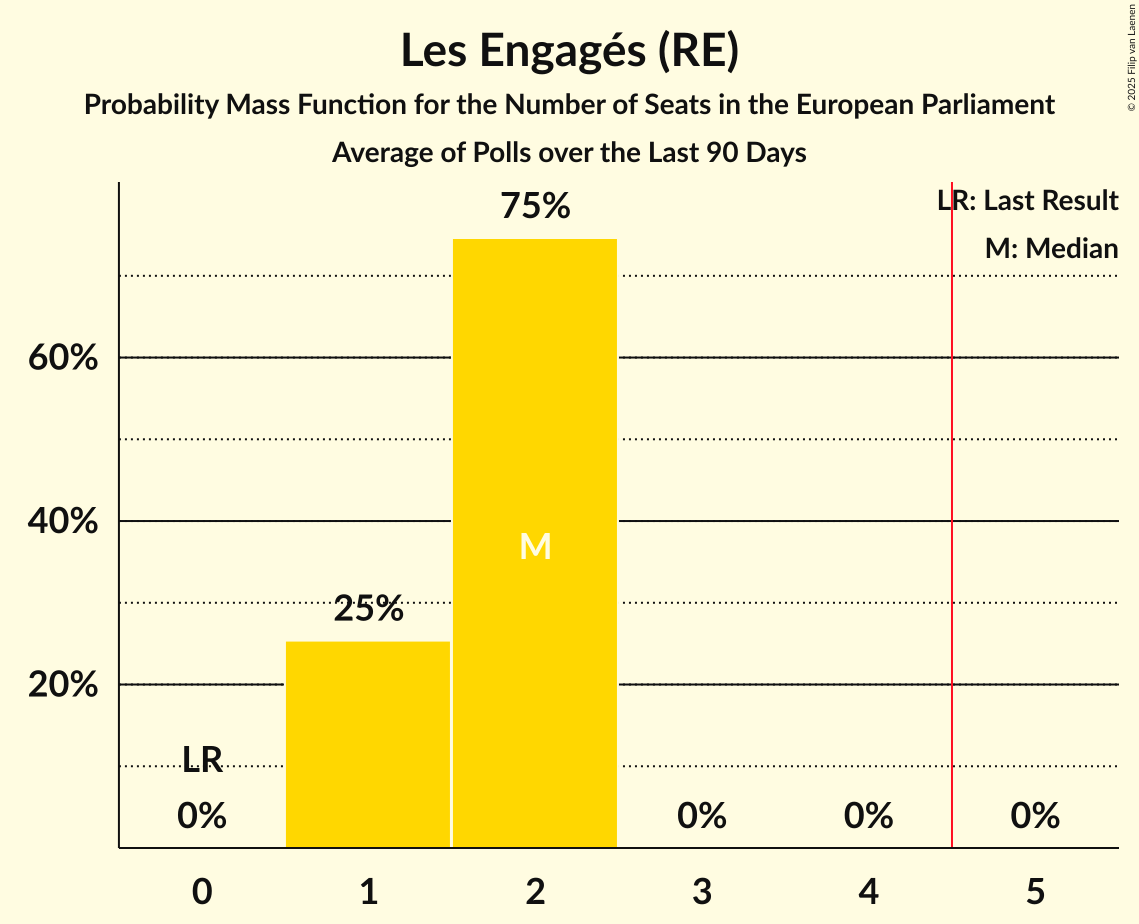 Les Engagés (RE)
Probability Mass Function for the Number of Seats in the European Parliament
Average of Polls over the Last 90 Days
© 2025 Filip van Laenen
LR: Last Result
M: Median
75%
60%
40%
M
25%
20%
LR
0%
0%
0%
0%
0
1
2
3
4
5